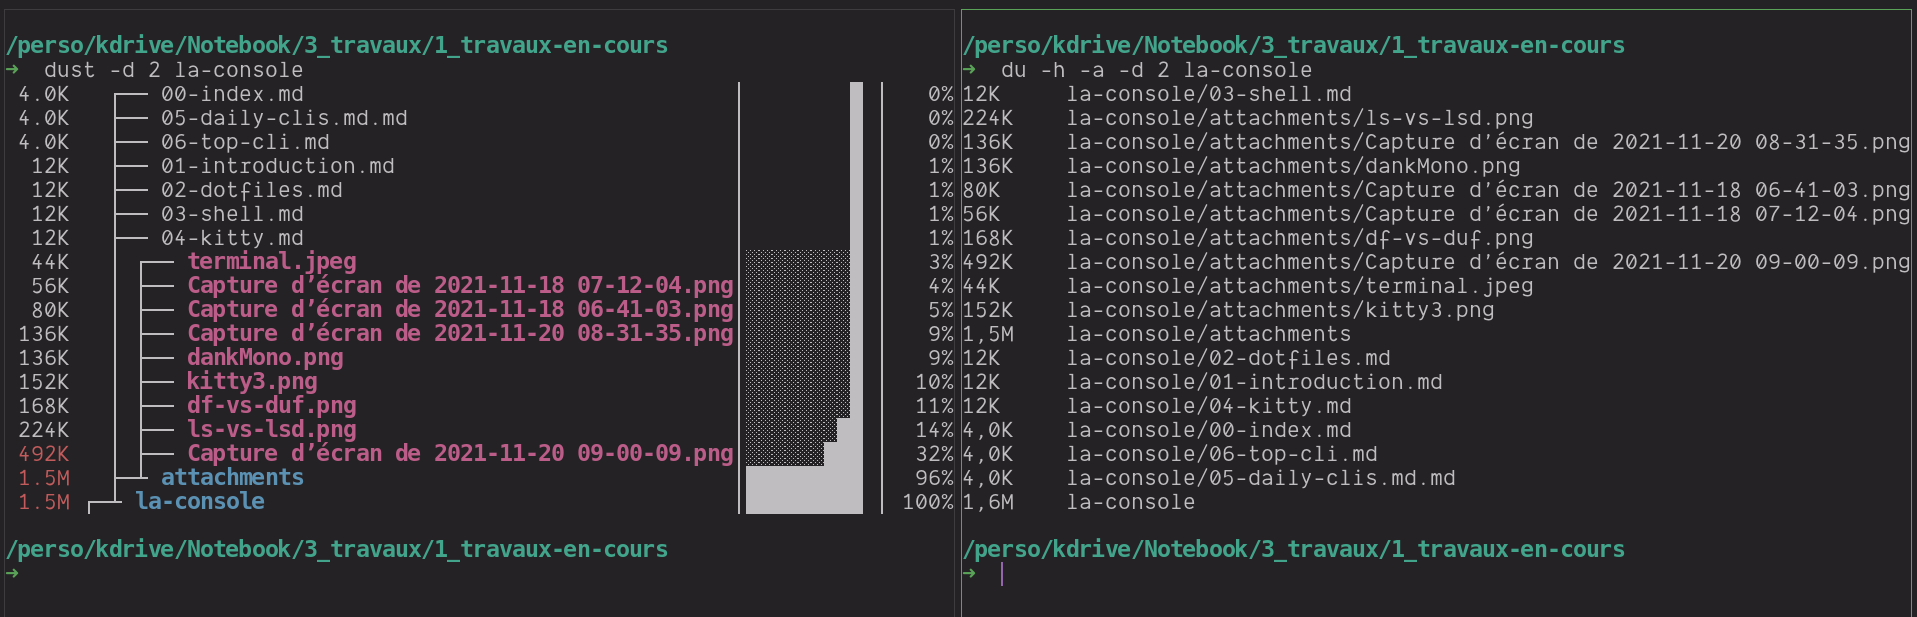 /perso/kdrive/Notebook/3_travaux/1_travaux-en-cours
➜ dust -d 2 la-console
4.0K 00-index.md 0%
4.0K 05-daily-clis.md.md 0%
4.0K 06-top-cli.md 0%
12K 01-introduction.md 1%
12K 02-dotfiles.md 1%
12K 03-shell.md 1%
12K 04-kitty.md 1%
44K terminal.jpeg 3%
56K Capture d’écran de 2021-11-18 07-12-04.png 4%
80K Capture d’écran de 2021-11-18 06-41-03.png 5%
136K Capture d’écran de 2021-11-20 08-31-35.png 9%
136K dankMono.png 9%
152K kitty3.png 10%
168K df-vs-duf.png 11%
224K ls-vs-lsd.png 14%
492K Capture d’écran de 2021-11-20 09-00-09.png 32%
1.5M attachments 96%
1.5M la-console 100%
/perso/kdrive/Notebook/3_travaux/1_travaux-en-cours
➜
/perso/kdrive/Notebook/3_travaux/1_travaux-en-cours
➜ du -h -a -d 2 la-console
12K la-console/03-shell.md
224K la-console/attachments/ls-vs-lsd.png
136K la-console/attachments/Capture d’écran de 2021-11-20 08-31-35.png
136K la-console/attachments/dankMono.png
80K la-console/attachments/Capture d’écran de 2021-11-18 06-41-03.png
56K la-console/attachments/Capture d’écran de 2021-11-18 07-12-04.png
168K la-console/attachments/df-vs-duf.png
492K la-console/attachments/Capture d’écran de 2021-11-20 09-00-09.png
44K la-console/attachments/terminal.jpeg
152K la-console/attachments/kitty3.png
1,5M la-console/attachments
12K la-console/02-dotfiles.md
12K la-console/01-introduction.md
12K la-console/04-kitty.md
4,0K la-console/00-index.md
4,0K la-console/06-top-cli.md
4,0K la-console/05-daily-clis.md.md
1,6M la-console
/perso/kdrive/Notebook/3_travaux/1_travaux-en-cours
➜